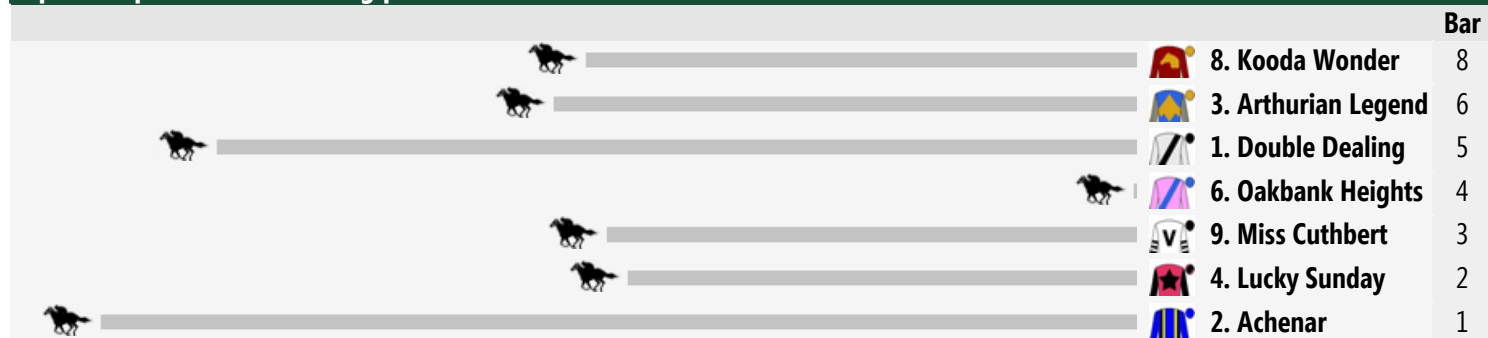 Bar
8. Kooda Wonder 8
3. Arthurian Legend 6
1. Double Dealing 5
6. Oakbank Heights 4
V 9. Miss Cuthbert 3
4. Lucky Sunday 2
2. Achenar 1